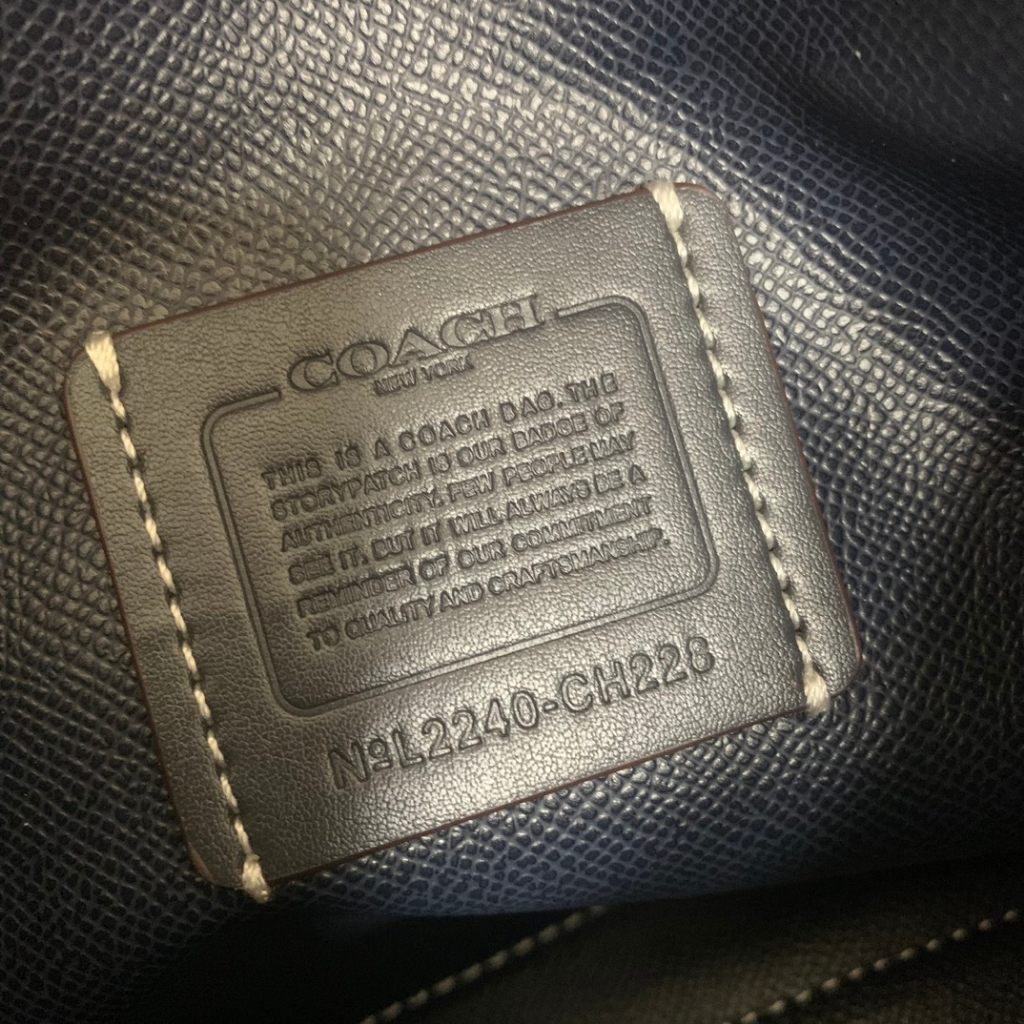 COACH
NEW YORK
THIS IS A COACH BAG. THE
STORYPATCH IS OUR BADGE OF
AUTHENTICITY. FEW PEOPLE MAY
SEE IT, BUT IT WILL ALWAYS BE A
REMINDER OF OUR COMMITMENT
TO QUALITY AND CRAFTSMANSHIP.
NºL2240-CH228